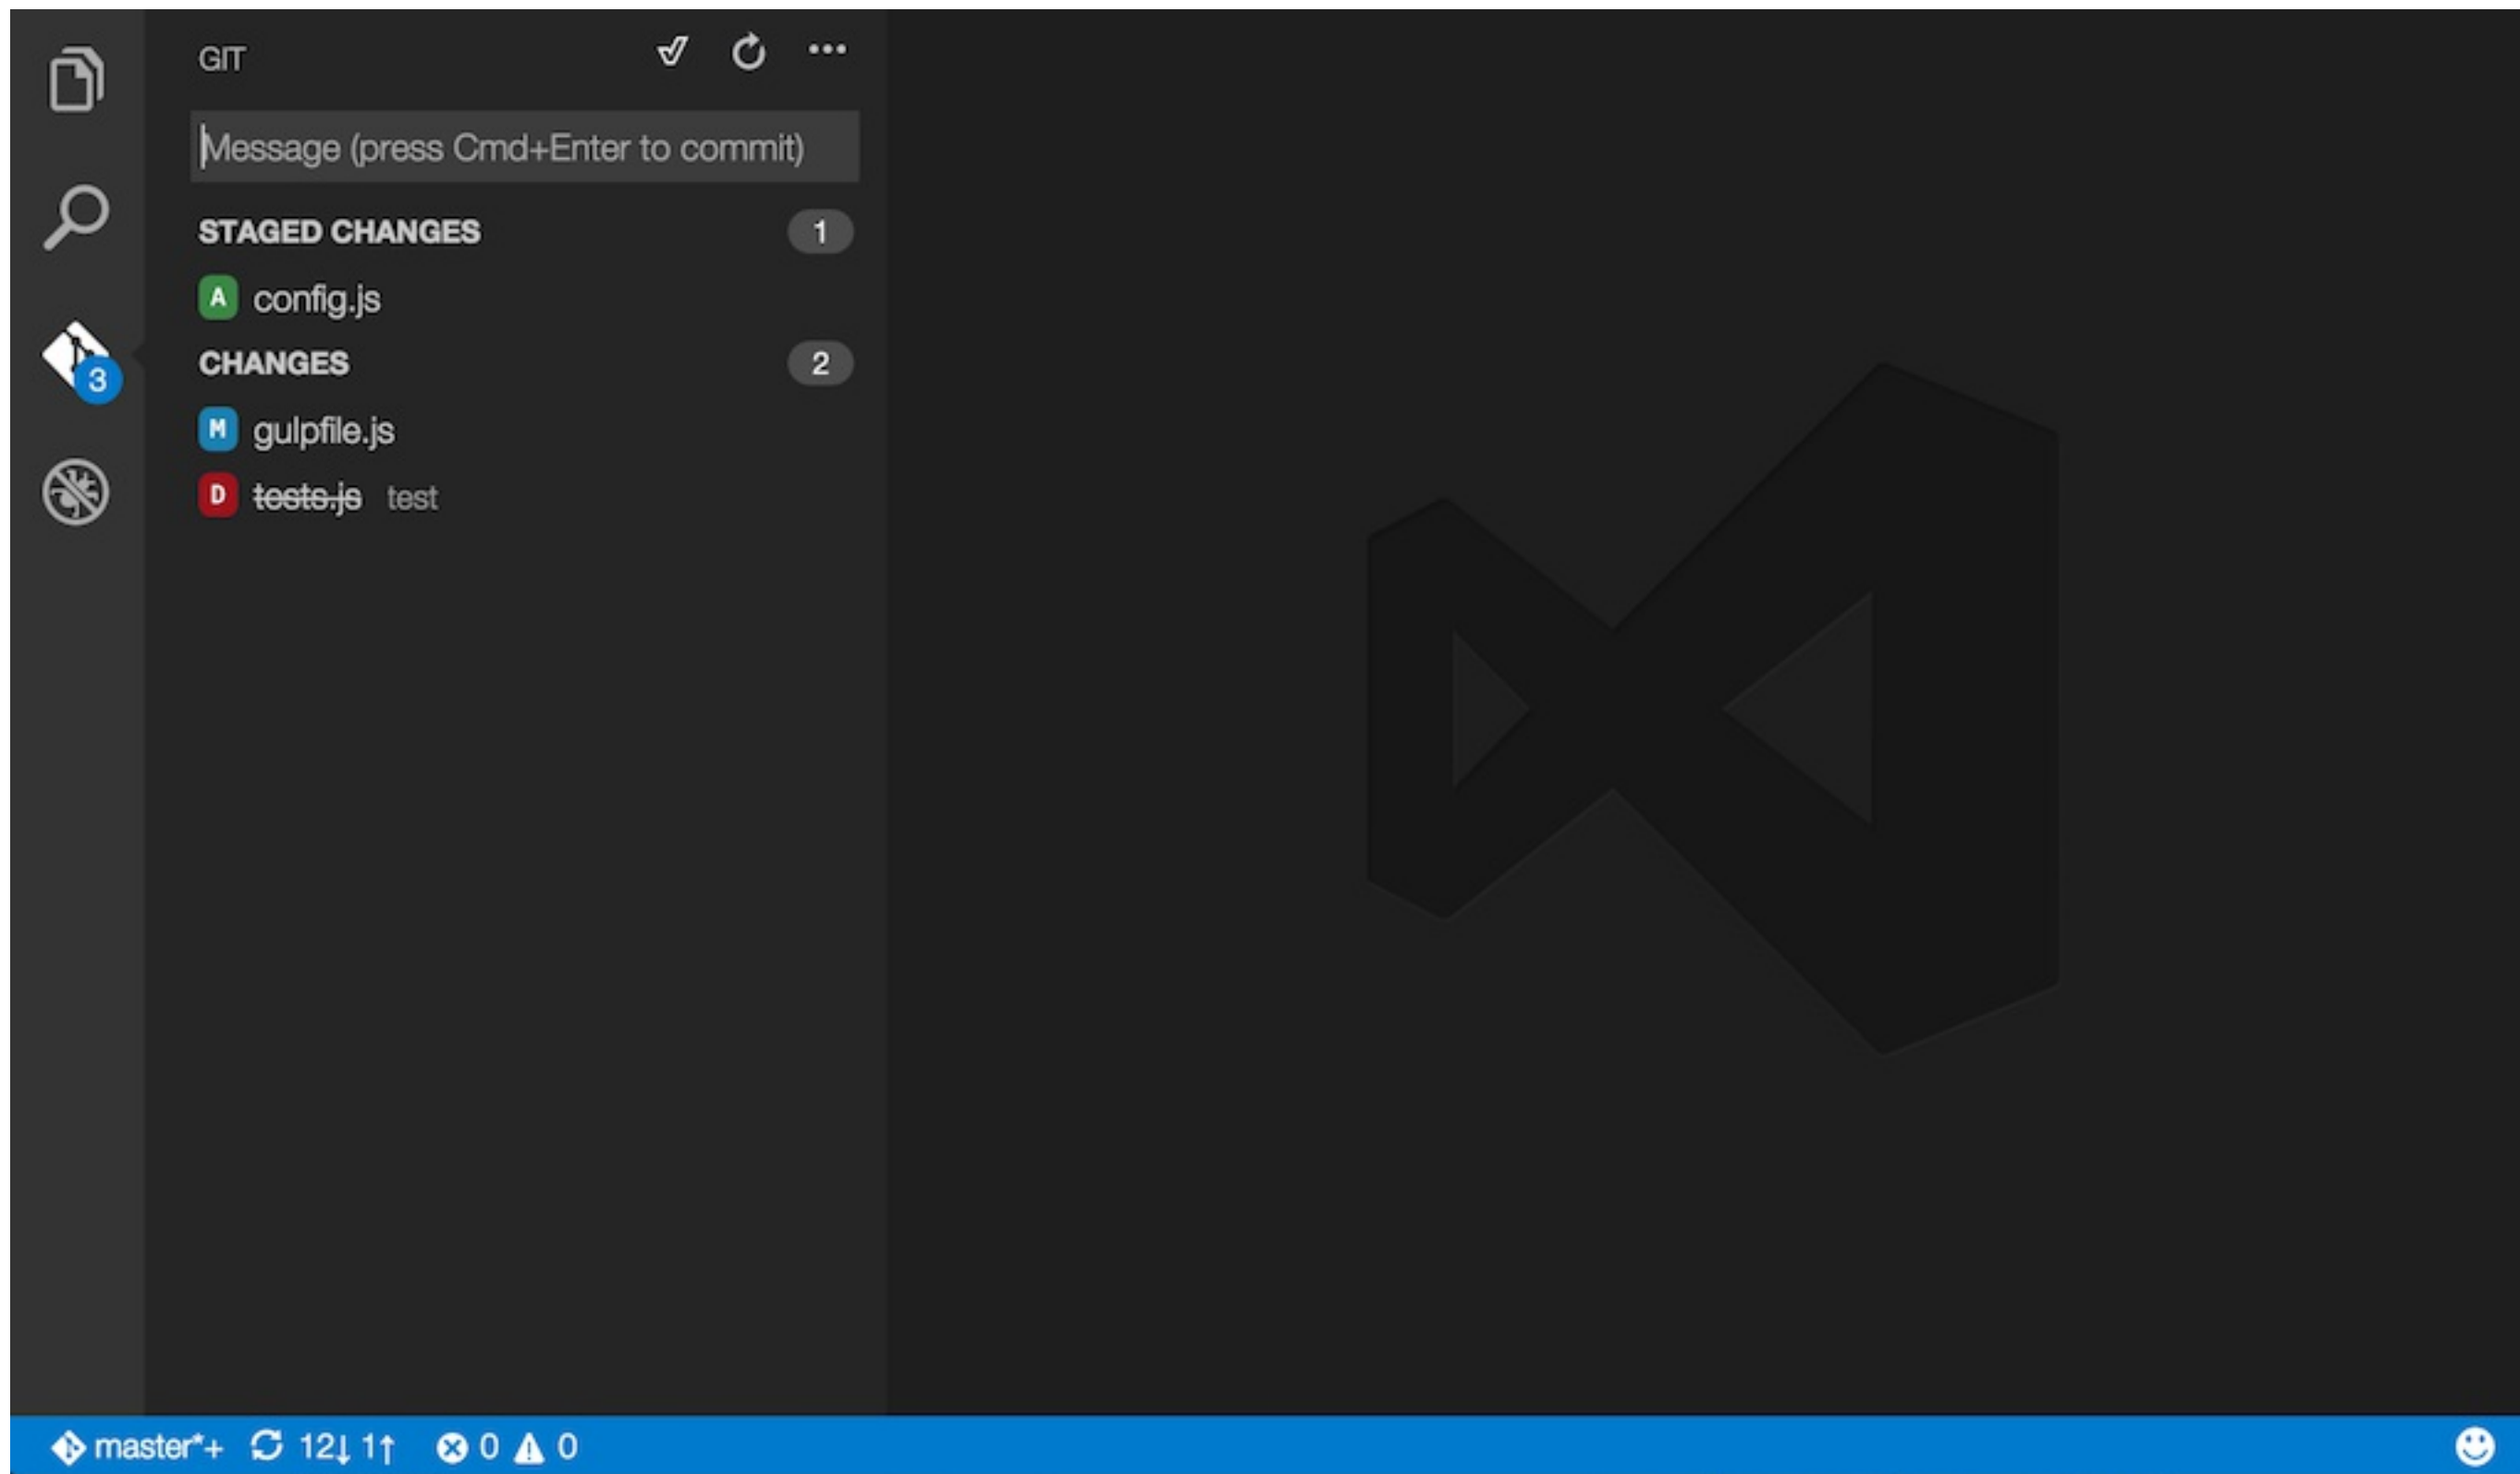 GIT
Message (press Cmd+Enter to commit)
STAGED CHANGES 1
A config.js
CHANGES 2
3
M gulpfile.js
D tests.js test
master*+ 12↓ 1↑ 0 0